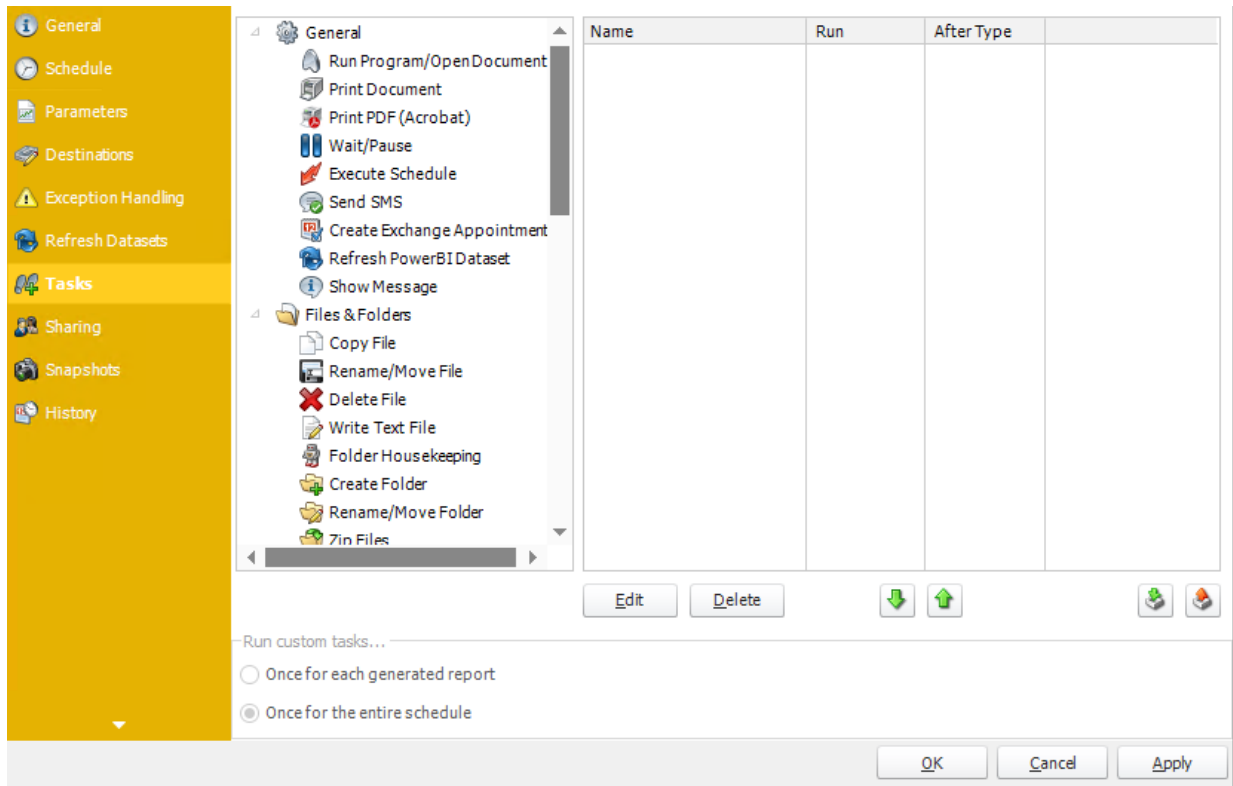 General
Schedule
Parameters
Destinations
Exception Handling
Refresh Datasets
Tasks
Sharing
Snapshots
History
General
Run Program/Open Document
Print Document
Print PDF (Acrobat)
Wait/Pause
Execute Schedule
Send SMS
Create Exchange Appointment
Refresh PowerBI Dataset
Show Message
Files & Folders
Copy File
Rename/Move File
Delete File
Write Text File
Folder Housekeeping
Create Folder
Rename/Move Folder
Zip Files
Name Run After Type
Edit Delete
Run custom tasks...
Once for each generated report
Once for the entire schedule
OK Cancel Apply